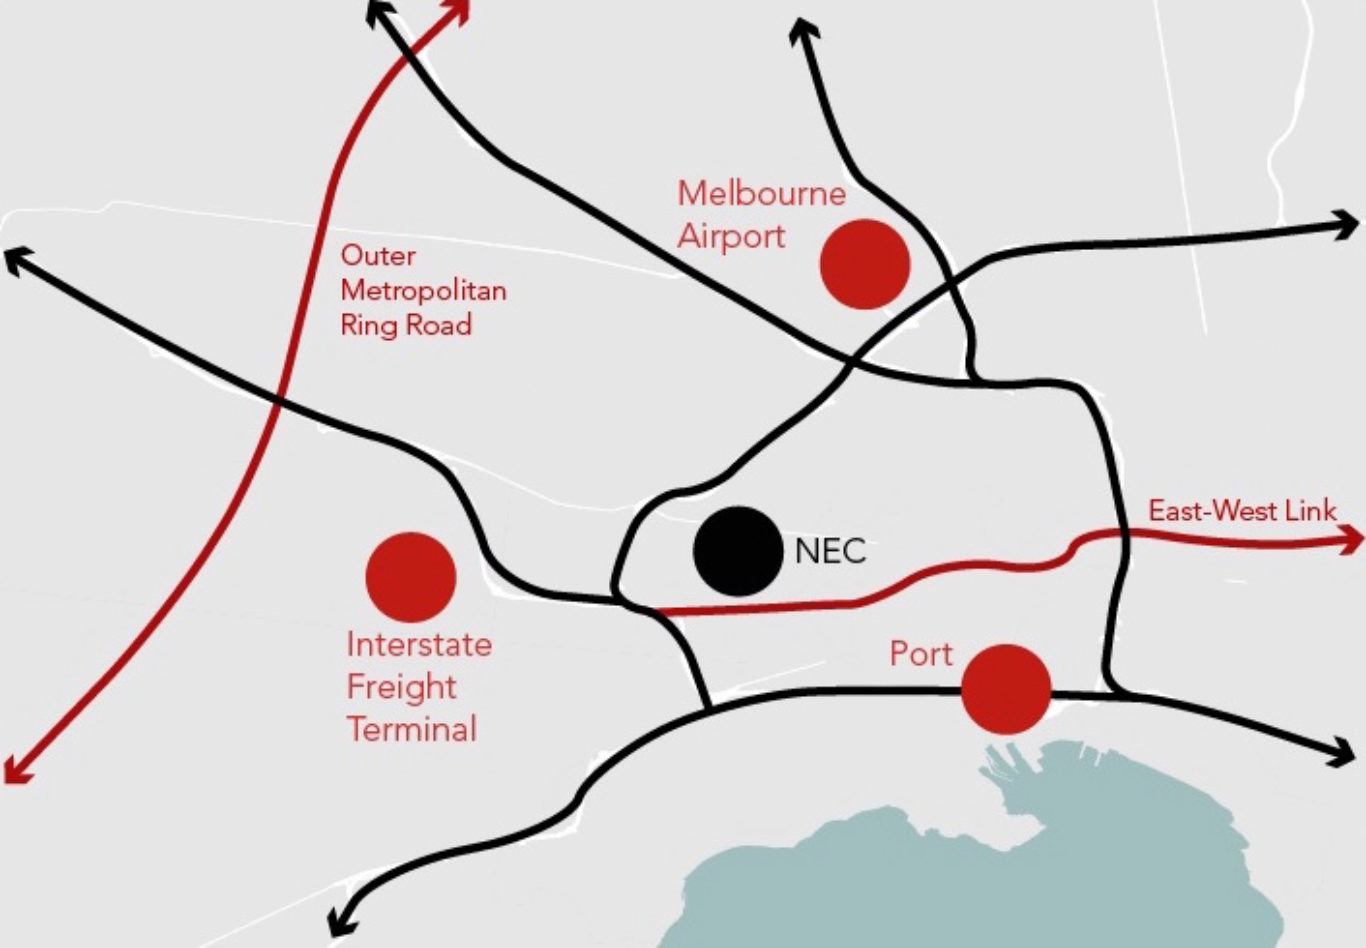 Melbourne
Airport
Outer
Metropolitan
Ring Road
East-West Link
NEC
Interstate
Freight
Terminal
Port